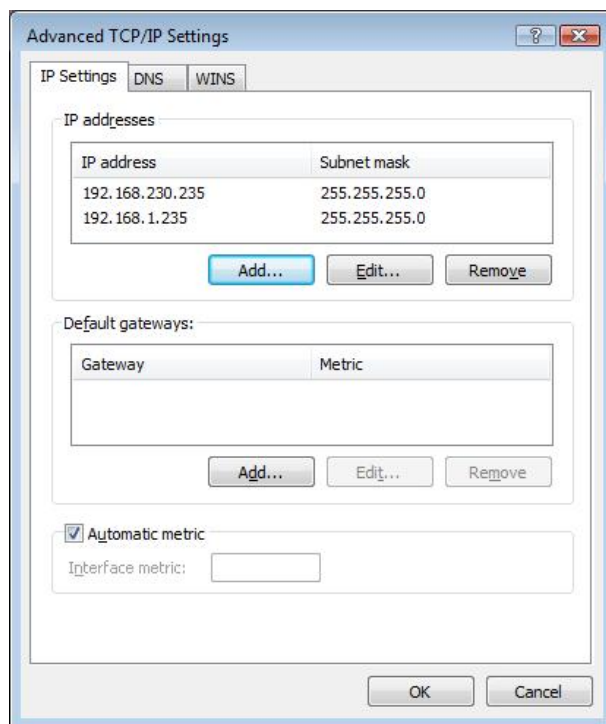 Advanced TCP/IP Settings
IP Settings DNS WINS
IP addresses
IP address Subnet mask
192.168.230.235 255.255.255.0
192.168.1.235 255.255.255.0
Add... Edit... Remove
Default gateways:
Gateway Metric
Add... Edit... Remove
Automatic metric
Interface metric:
OK Cancel